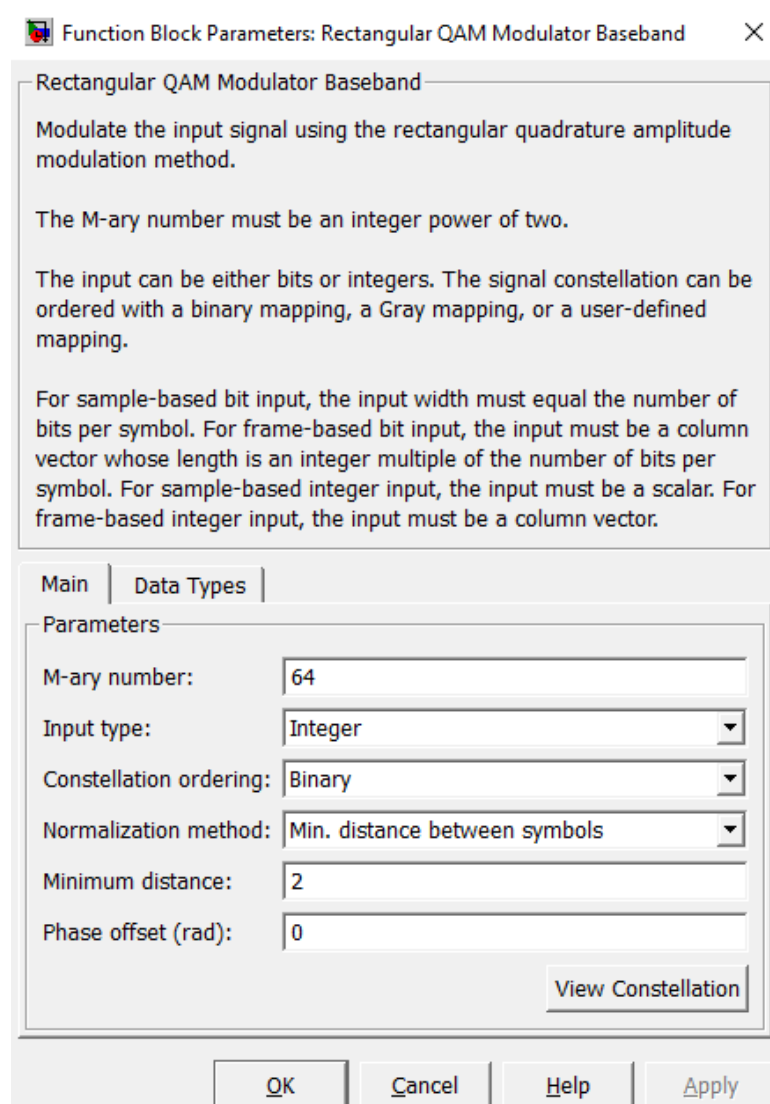 Function Block Parameters: Rectangular QAM Modulator Baseband
Rectangular QAM Modulator Baseband
Modulate the input signal using the rectangular quadrature amplitude
modulation method.
The M-ary number must be an integer power of two.
The input can be either bits or integers. The signal constellation can be
ordered with a binary mapping, a Gray mapping, or a user-defined
mapping.
For sample-based bit input, the input width must equal the number of
bits per symbol. For frame-based bit input, the input must be a column
vector whose length is an integer multiple of the number of bits per
symbol. For sample-based integer input, the input must be a scalar. For
frame-based integer input, the input must be a column vector.
Main Data Types
Parameters
M-ary number: 64
Input type: Integer
Constellation ordering: Binary
Normalization method: Min. distance between symbols
Minimum distance: 2
Phase offset (rad): 0
View Constellation
OK Cancel Help Apply